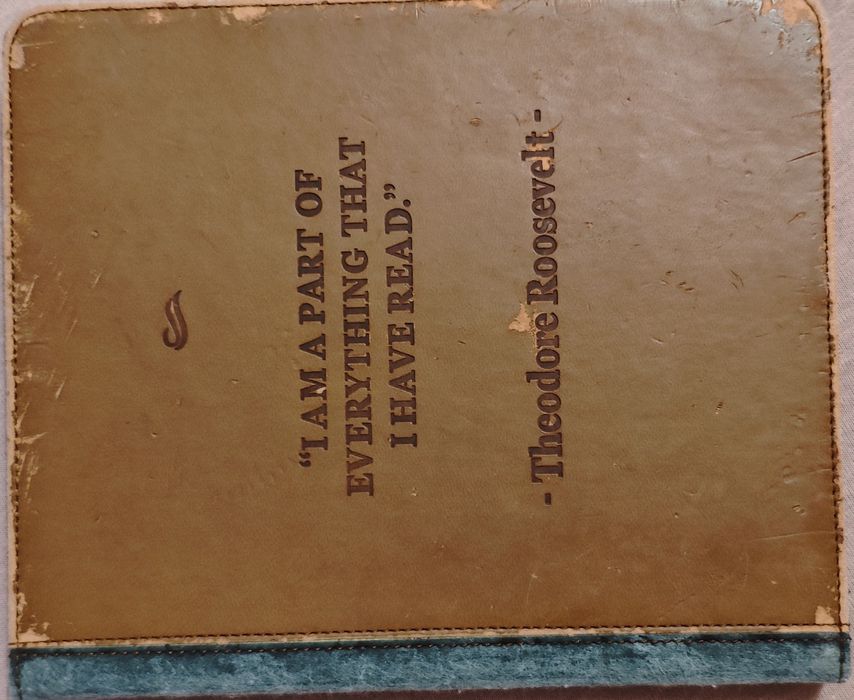 “I AM A PART OF
EVERYTHING THAT
I HAVE READ.”
- Theodore Roosevelt -